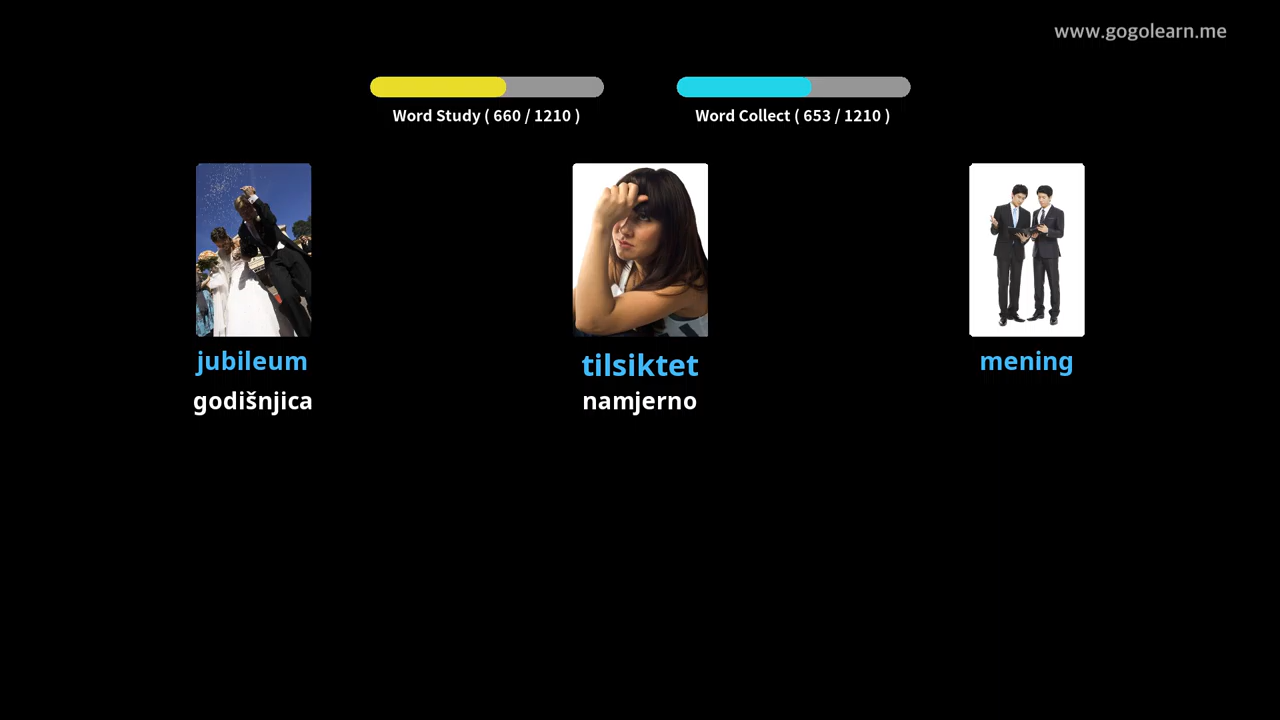 www.gogolearn.me
Word Study ( 660 / 1210 )
Word Collect ( 653 / 1210 )
jubileum
tilsiktet
mening
godišnjica
namjerno